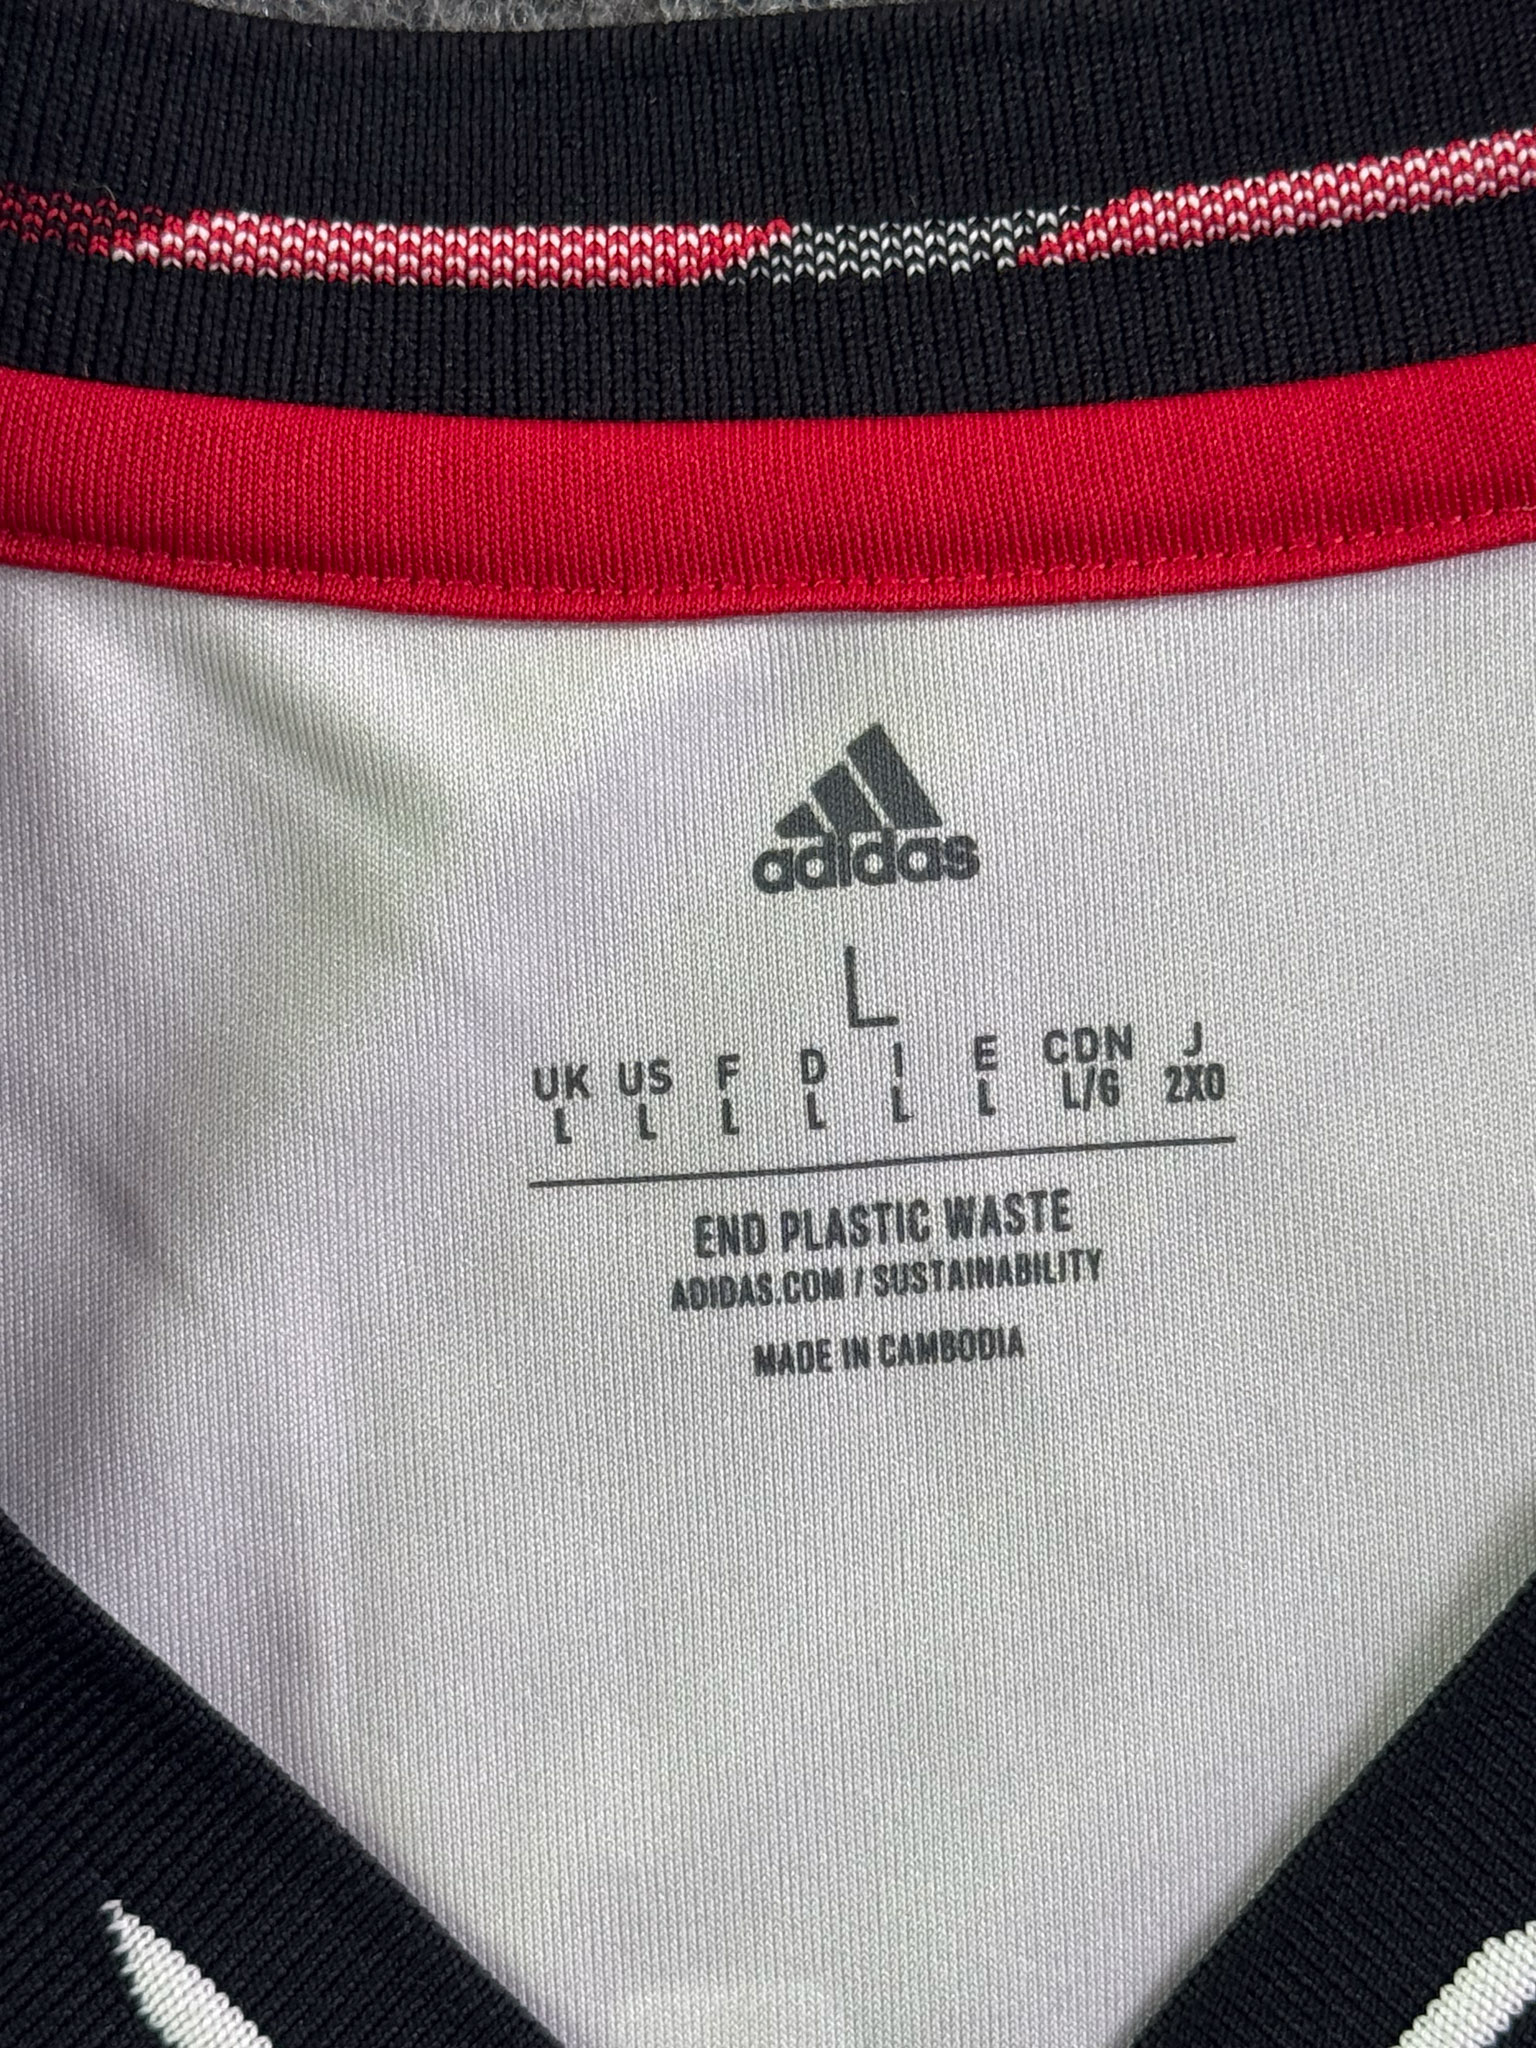 adidas
L
UK US F D I E CDN J
L L L L L L L/G 2XO
END PLASTIC WASTE
ADIDAS.COM / SUSTAINABILITY
MADE IN CAMBODIA